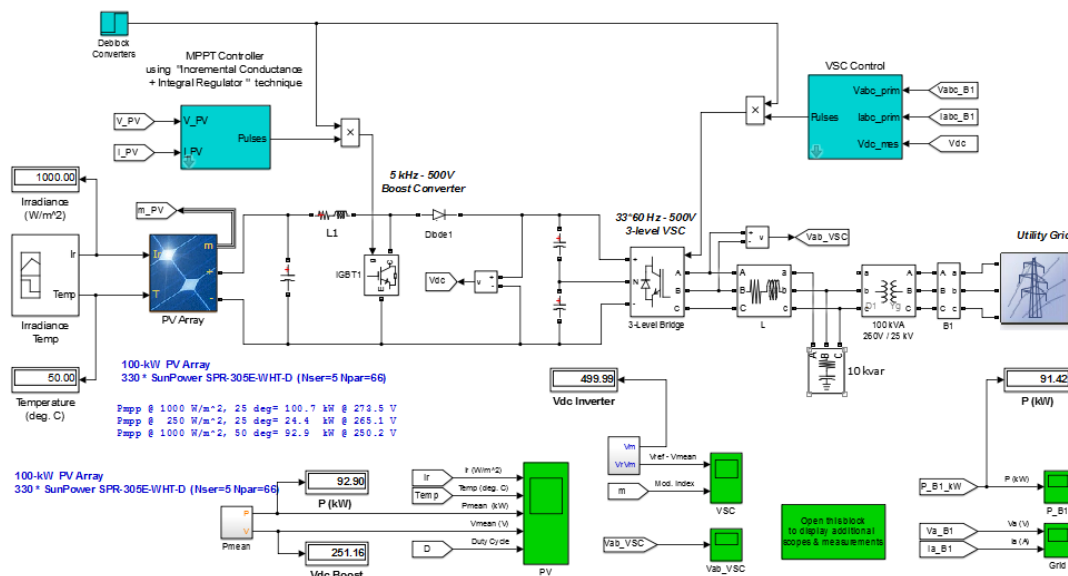 Deblock
Converters
MPPT Controller
using "Incremental Conductance
+ Integral Regulator " technique
V_PV
I_PV
V_PV
I_PV
Pulses
×
×
VSC Control
Pulses
Vabc_prim
Iabc_prim
Vdc_mes
Vabc_B1
Iabc_B1
Vdc
1000.00
Irradiance
(W/m^2)
m_PV
Ir
Temp
Irradiance
Temp
Ir
T
m
+
-
PV Array
50.00
Temperature
(deg. C)
L1
5 kHz - 500V
Boost Converter
IGBT1
Diode1
Vdc
v
+
-
33*60 Hz - 500V
3-level VSC
+
N
-
A
B
C
3-Level Bridge
v
+
-
Vab_VSC
A
B
C
a
b
c
L
A B C
10 kvar
a
b
c
D1 Yg
A
B
C
100 kVA
260V / 25 kV
A
B
C
a
b
c
B1
Utility Grid
A
B
C
100-kW PV Array
330 * SunPower SPR-305E-WHT-D (Nser=5 Npar=66)
Pmpp @ 1000 W/m^2, 25 deg= 100.7 kW @ 273.5 V
Pmpp @ 250 W/m^2, 25 deg= 24.4 kW @ 265.1 V
Pmpp @ 1000 W/m^2, 50 deg= 92.9 kW @ 250.2 V
499.99
Vdc Inverter
91.42
P (kW)
100-kW PV Array
330 * SunPower SPR-305E-WHT-D (Nser=5 Npar=66)
92.90
P (kW)
P
V
Pmean
251.16
Vdc Boost
Ir
Temp
D
Ir (W/m^2)
Temp (deg. C)
Pmean (kW)
Vmean (V)
Duty Cycle
PV
Vm
VrVm
Vref - Vmean
m
Mod. Index
VSC
Vab_VSC
Vab_VSC
Open this block
to display additional
scopes & measurements
P_B1_kW
P (kW)
P_B1
Va_B1
Va (V)
Ia_B1
Ia (A)
Grid